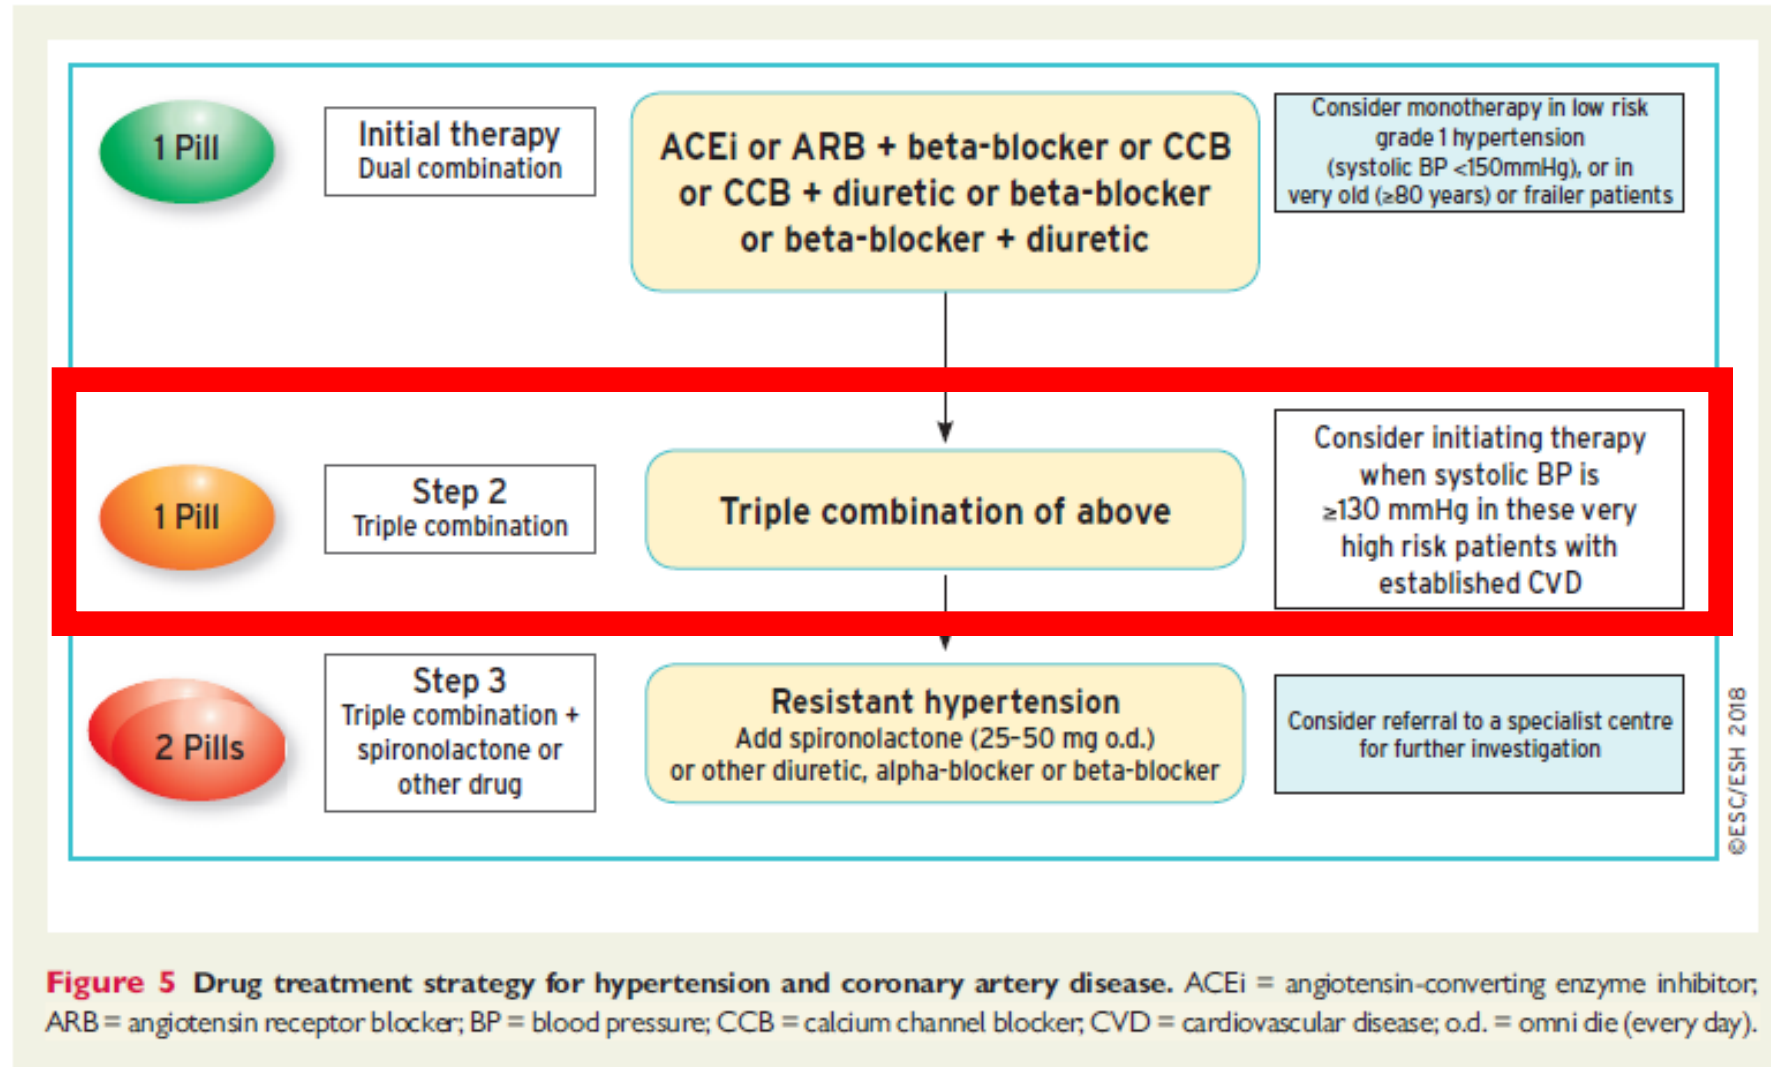 1 Pill
Initial therapy
Dual combination
ACEi or ARB + beta-blocker or CCB
or CCB + diuretic or beta-blocker
or beta-blocker + diuretic
Consider monotherapy in low risk
grade 1 hypertension
(systolic BP <150mmHg), or in
very old (≥80 years) or frailer patients
1 Pill
Step 2
Triple combination
Triple combination of above
Consider initiating therapy
when systolic BP is
≥130 mmHg in these very
high risk patients with
established CVD
2 Pills
Step 3
Triple combination +
spironolactone or
other drug
Resistant hypertension
Add spironolactone (25–50 mg o.d.)
or other diuretic, alpha-blocker or beta-blocker
Consider referral to a specialist centre
for further investigation
©ESC/ESH 2018
Figure 5 Drug treatment strategy for hypertension and coronary artery disease. ACEi = angiotensin-converting enzyme inhibitor;
ARB = angiotensin receptor blocker; BP = blood pressure; CCB = calcium channel blocker; CVD = cardiovascular disease; o.d. = omni die (every day).